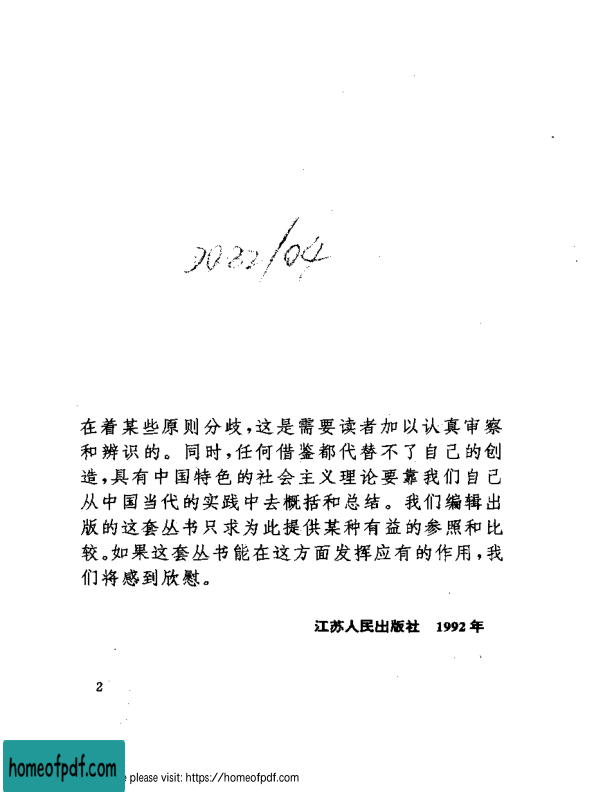 2022/04
在着某些原则分歧，这是需要读者加以认真审察
和辨识的。同时，任何借鉴都代替不了自己的创
造，具有中国特色的社会主义理论要靠我们自己
从中国当代的实践中去概括和总结。我们编辑出
版的这套丛书只求为此提供某种有益的参照和比
较。如果这套丛书能在这方面发挥应有的作用，我
们将感到欣慰。
江苏人民出版社 1992年
2
homeofpdf.com
e please visit: https://homeofpdf.com